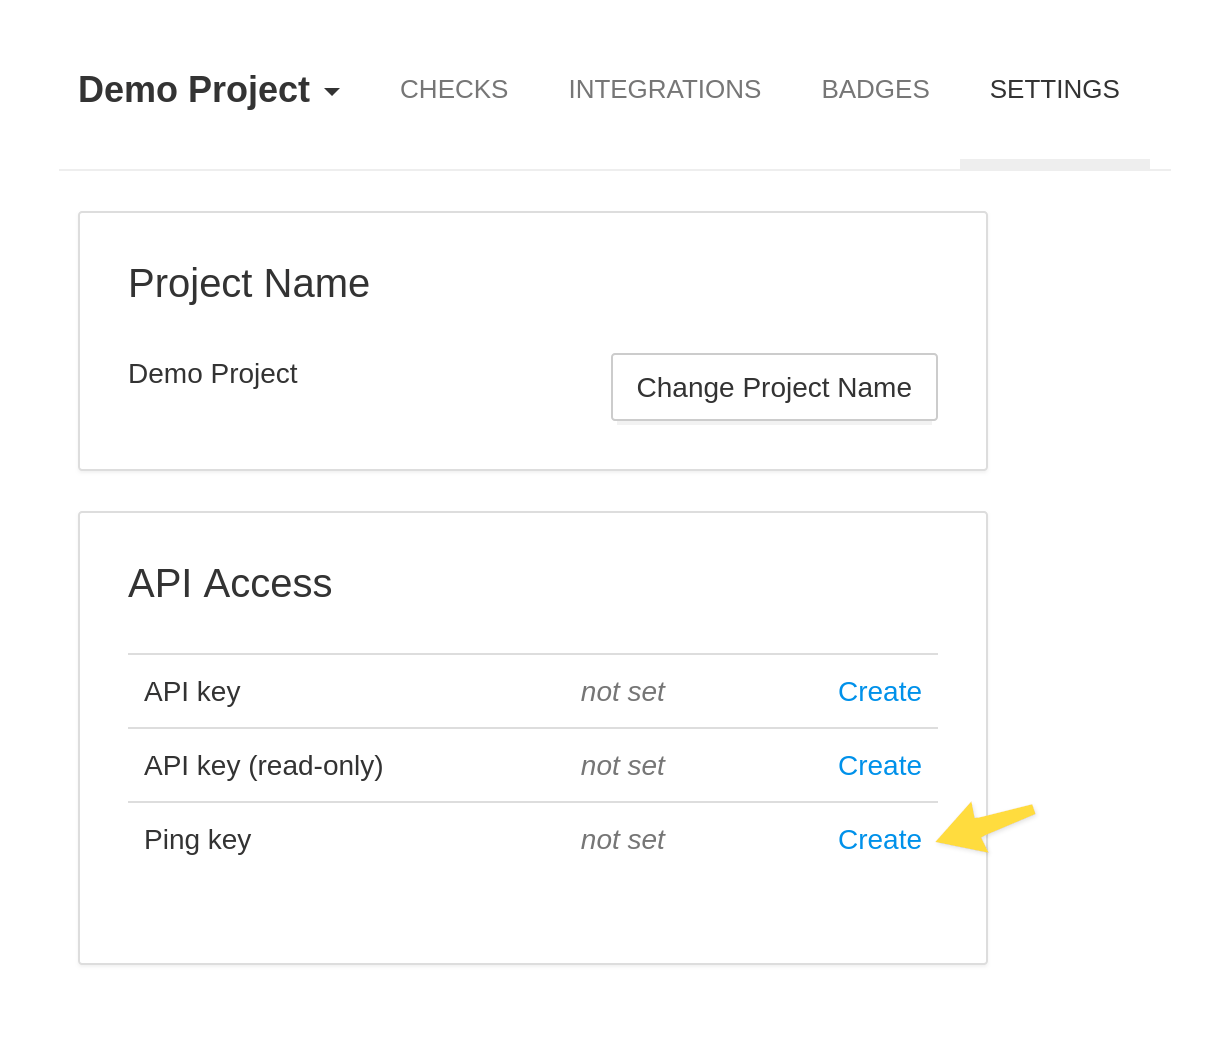 Demo Project CHECKS INTEGRATIONS BADGES SETTINGS
Project Name
Demo Project Change Project Name
API Access
API key not set Create
API key (read-only) not set Create
Ping key not set Create